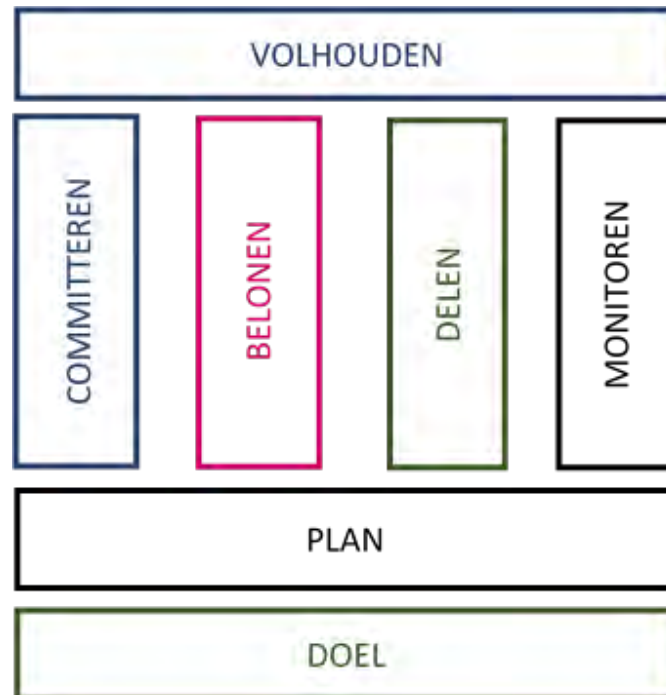 VOLHOUDEN
COMMITTEREN
BELONEN
DELEN
MONITOREN
PLAN
DOEL